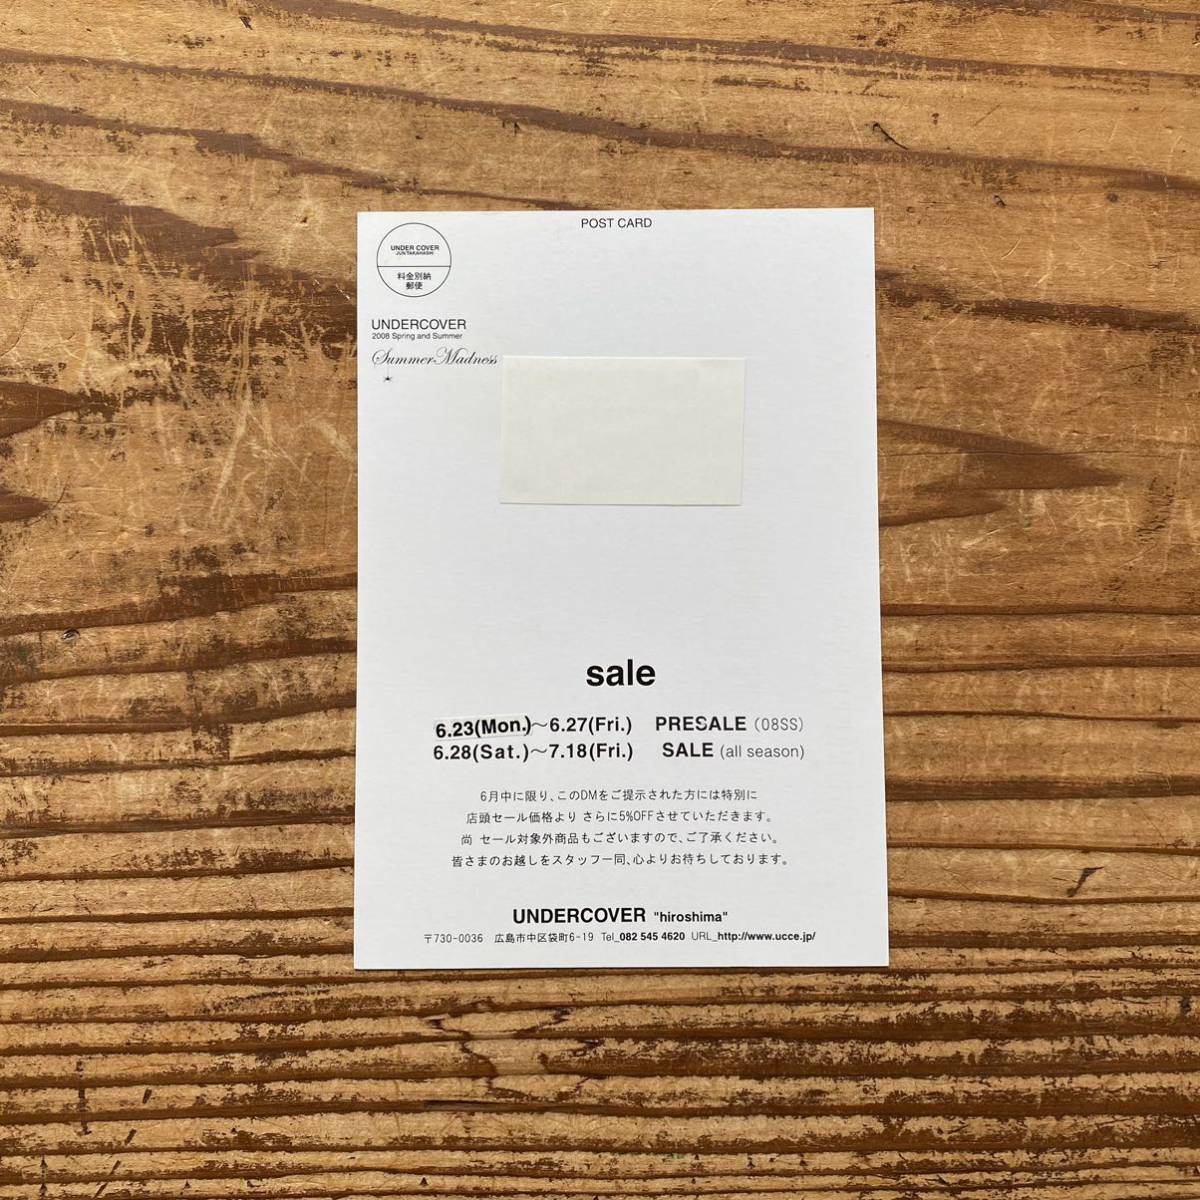 POST CARD
UNDER COVER
JUN TAKAHASHI
料金別納
郵便
UNDERCOVER
2008 Spring and Summer
Summer Madness
sale
6.23(Mon.)〜6.27(Fri.) PRESALE (08SS)
6.28(Sat.)〜7.18(Fri.) SALE (all season)
6月中に限り、このDMをご提示された方には特別に
店頭セール価格より さらに5%OFFさせていただきます。
尚 セール対象外商品もございますので、ご了承ください。
皆さまのお越しをスタッフ一同、心よりお待ちしております。
UNDERCOVER "hiroshima"
〒730-0036 広島市中区袋町6-19 Tel_082 545 4620 URL_http://www.ucce.jp/